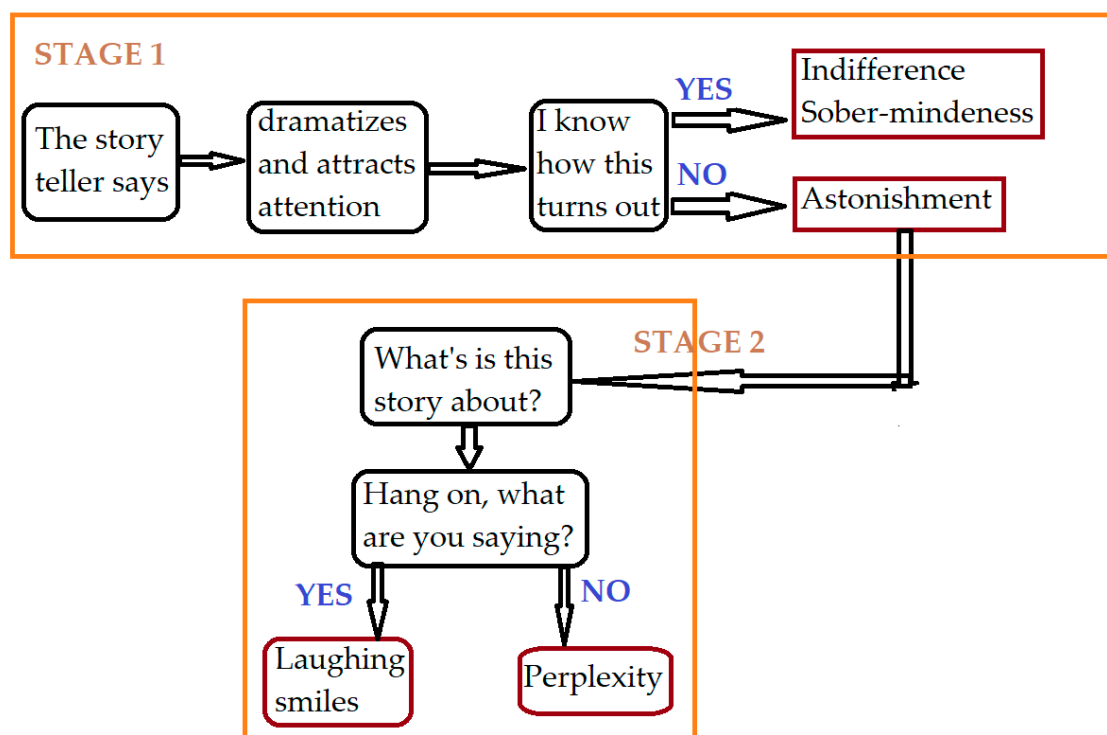 STAGE 1
The story
teller says
dramatizes
and attracts
attention
I know
how this
turns out
YES
Indifference
Sober-mindeness
NO
Astonishment
STAGE 2
What's is this
story about?
Hang on, what
are you saying?
YES
NO
Laughing
smiles
Perplexity